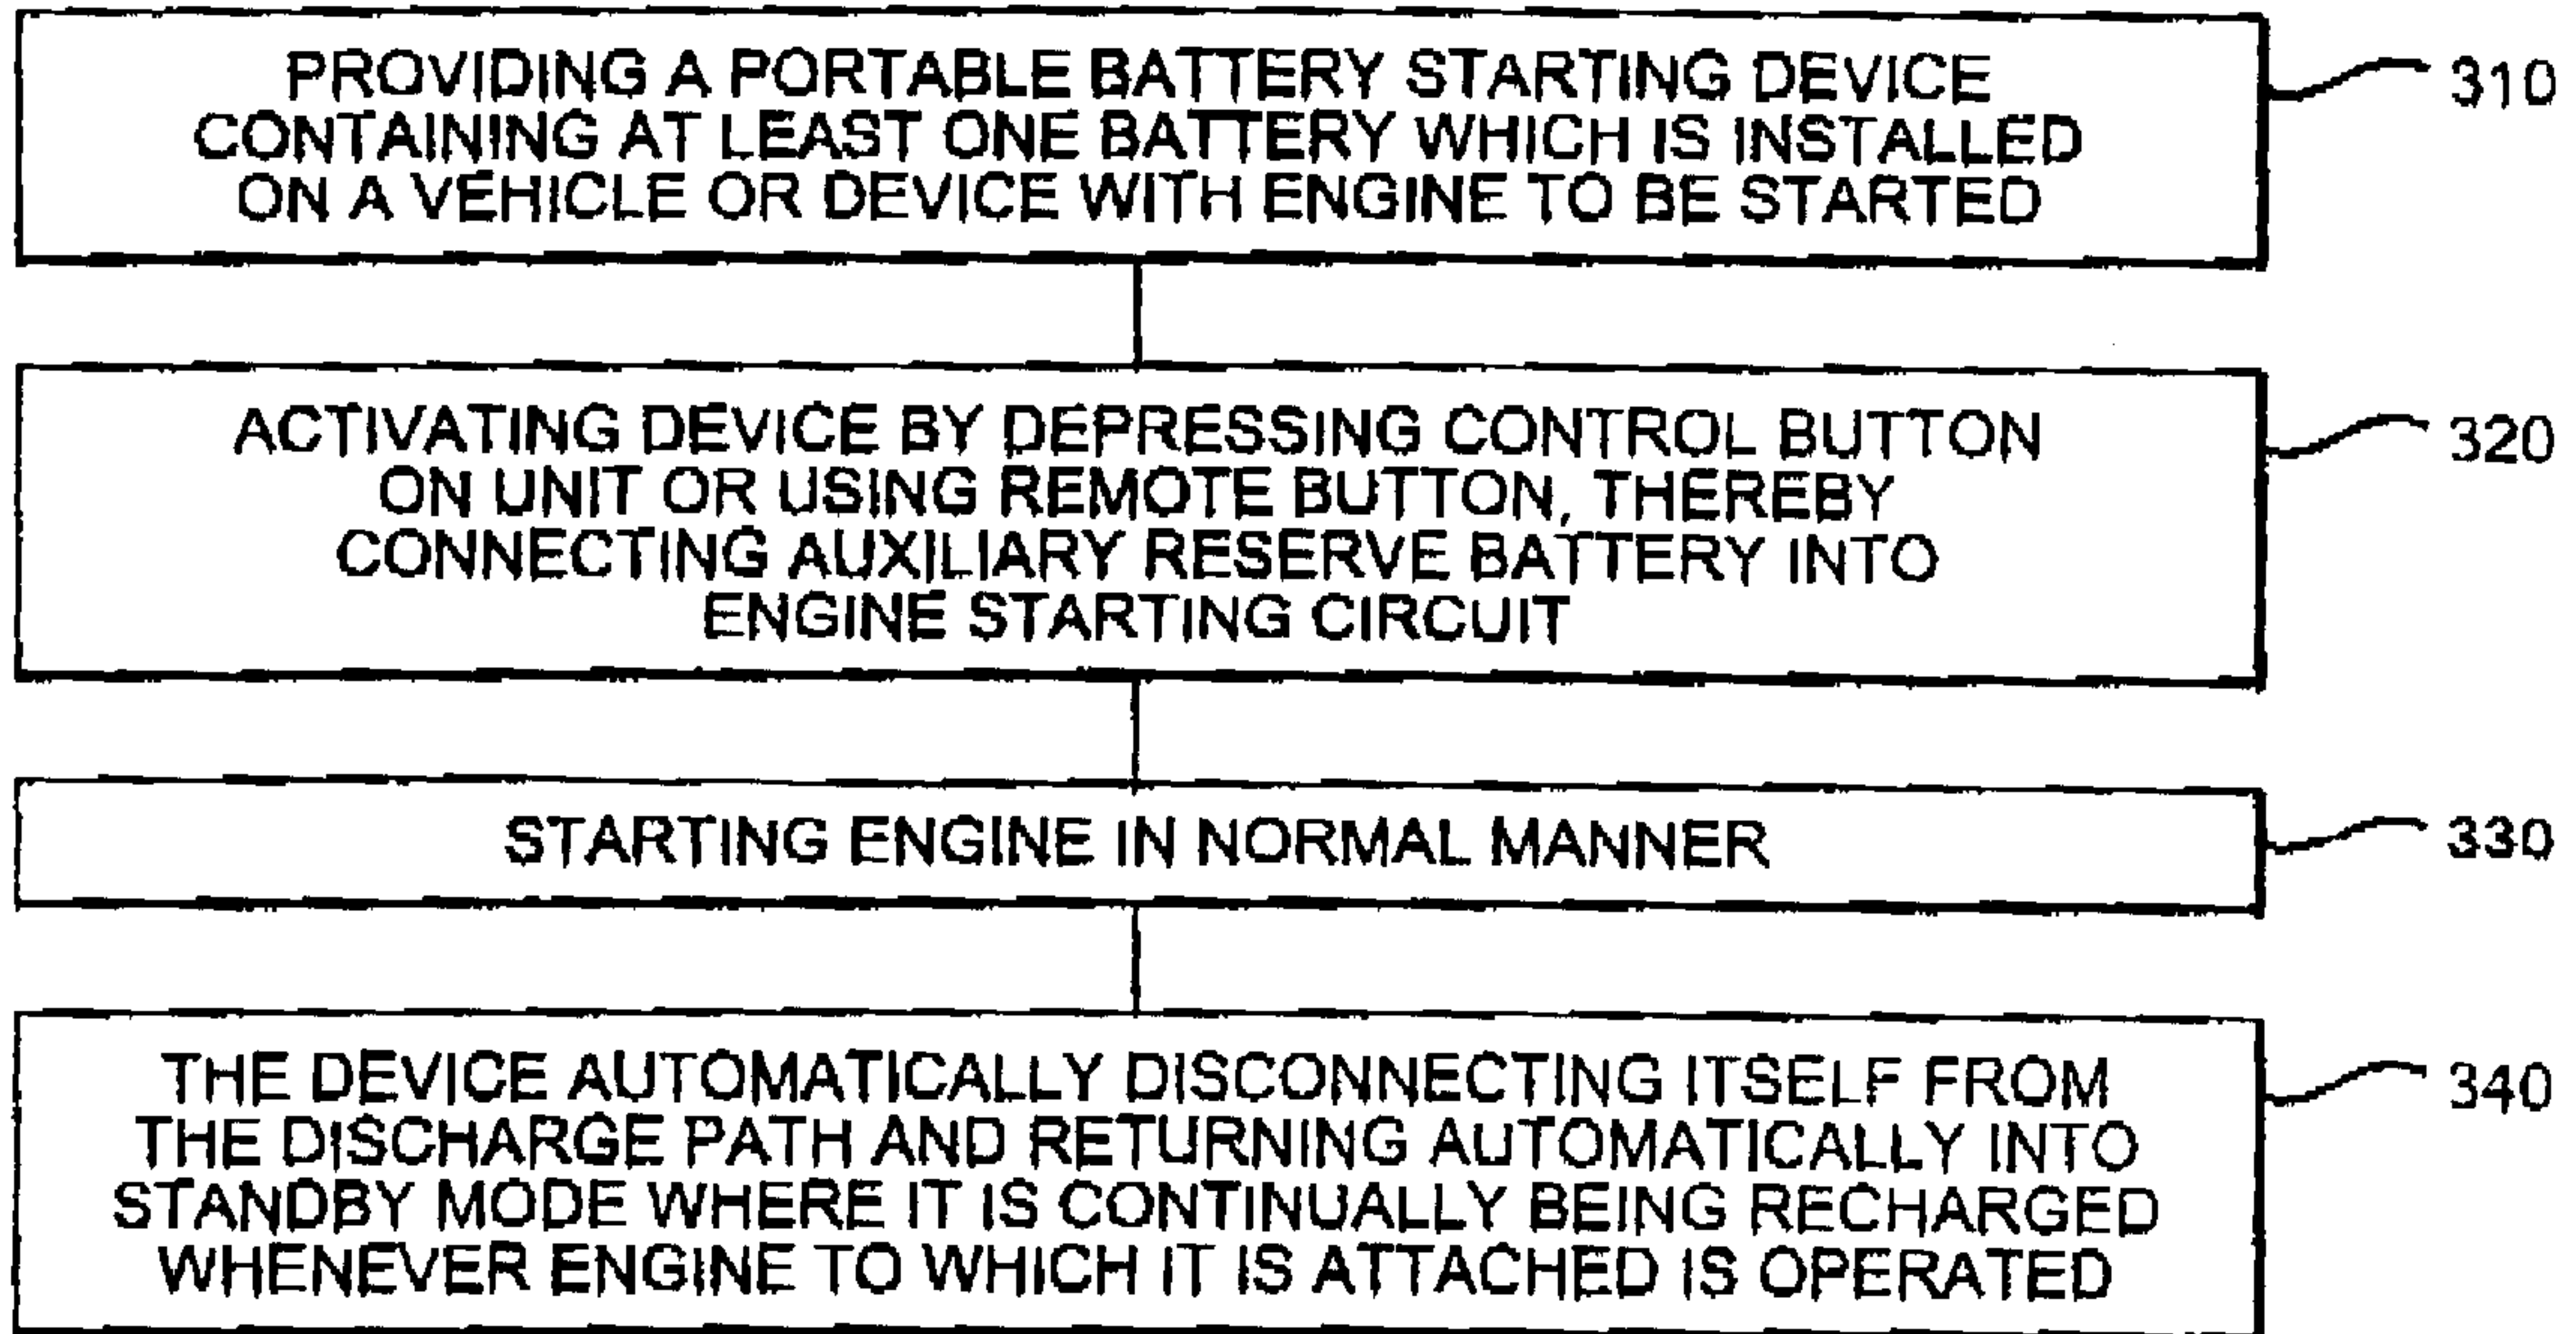 PROVIDING A PORTABLE BATTERY STARTING DEVICE
CONTAINING AT LEAST ONE BATTERY WHICH IS INSTALLED
ON A VEHICLE OR DEVICE WITH ENGINE TO BE STARTED
310
ACTIVATING DEVICE BY DEPRESSING CONTROL BUTTON
ON UNIT OR USING REMOTE BUTTON, THEREBY
CONNECTING AUXILIARY RESERVE BATTERY INTO
ENGINE STARTING CIRCUIT
320
STARTING ENGINE IN NORMAL MANNER
330
THE DEVICE AUTOMATICALLY DISCONNECTING ITSELF FROM
THE DISCHARGE PATH AND RETURNING AUTOMATICALLY INTO
STANDBY MODE WHERE IT IS CONTINUALLY BEING RECHARGED
WHENEVER ENGINE TO WHICH IT IS ATTACHED IS OPERATED
340